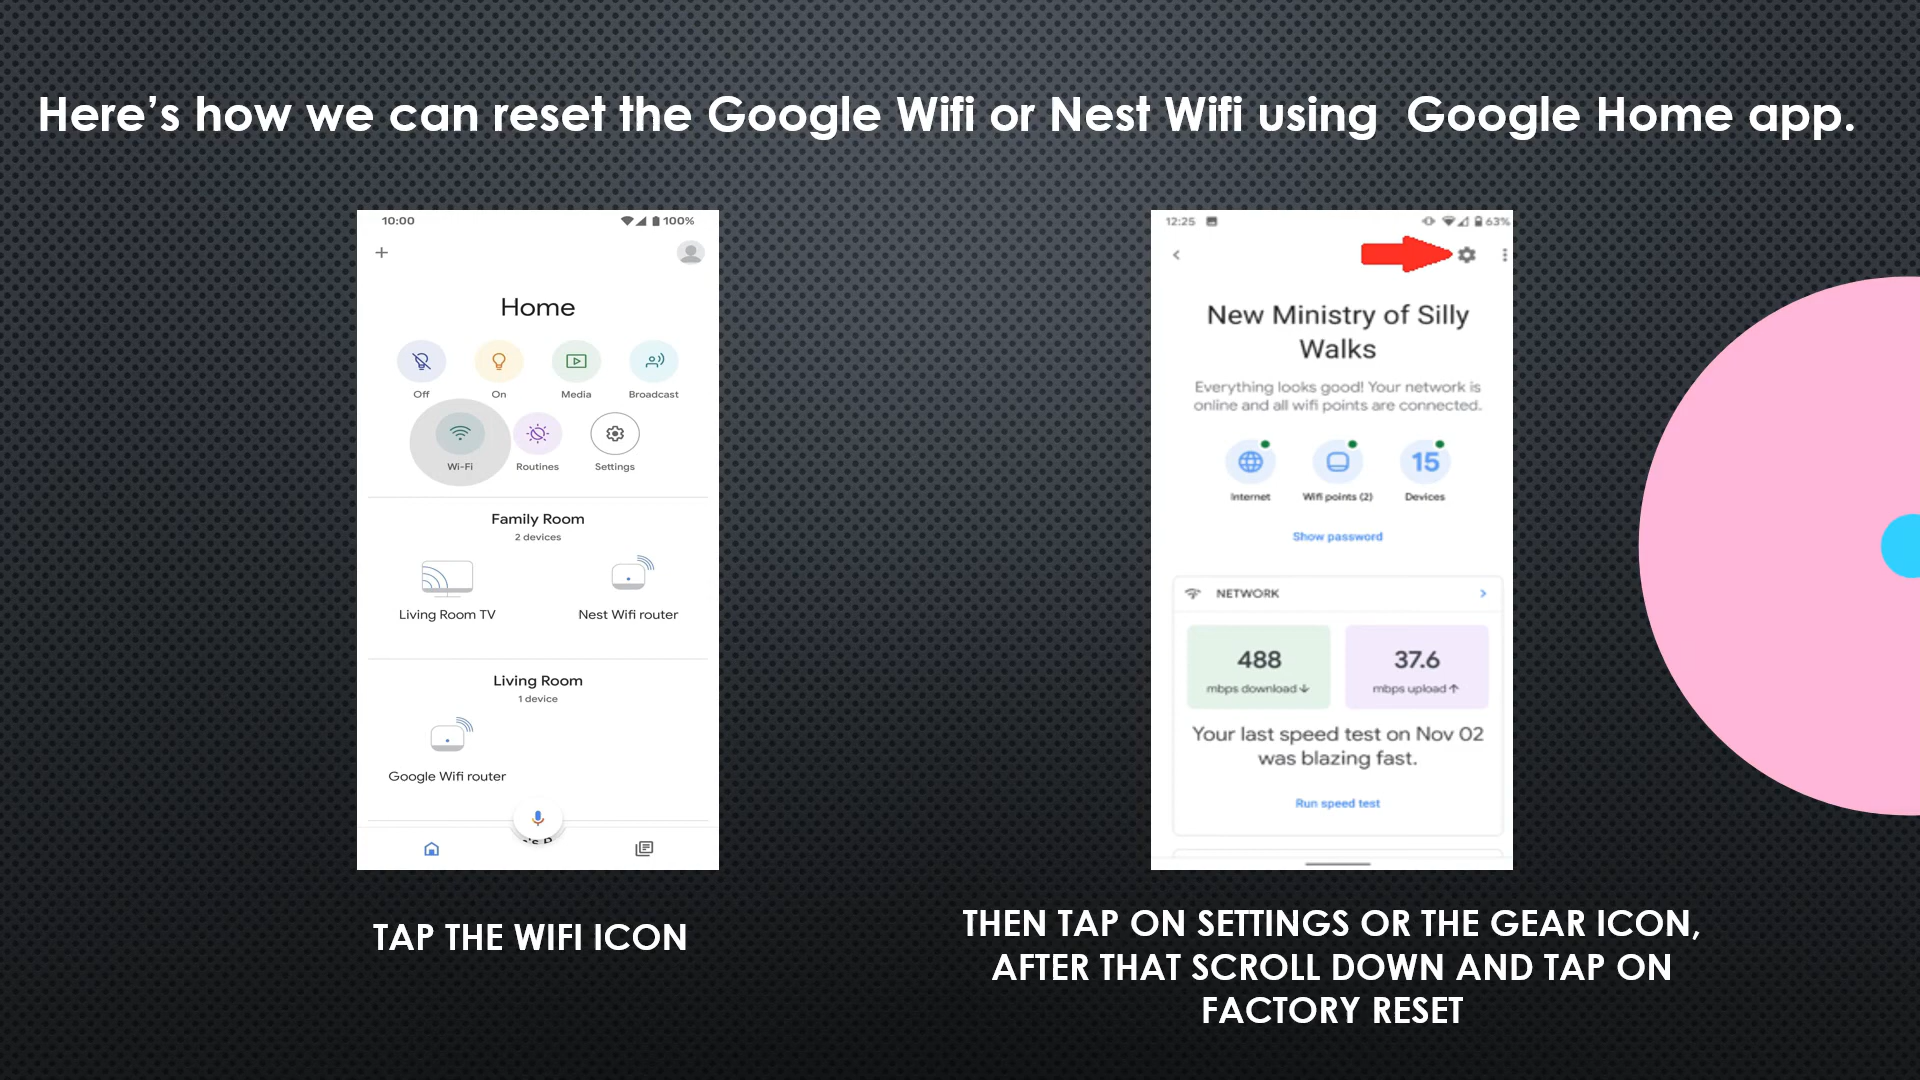 Here’s how we can reset the Google Wifi or Nest Wifi using  Google Home app.
10:00
100%
Home
Off
On
Media
Broadcast
Wi-Fi
Routines
Settings
Family Room
2 devices
Living Room TV
Nest Wifi router
Living Room
1 device
Google Wifi router
TAP THE WIFI ICON
12:25
63%
New Ministry of Silly
Walks
Everything looks good! Your network is
online and all wifi points are connected.
15
Internet
Wifi points (2)
Devices
Show password
NETWORK
488
mbps download
37.6
mbps upload
Your last speed test on Nov 02
was blazing fast.
Run speed test
THEN TAP ON SETTINGS OR THE GEAR ICON,
AFTER THAT SCROLL DOWN AND TAP ON
FACTORY RESET